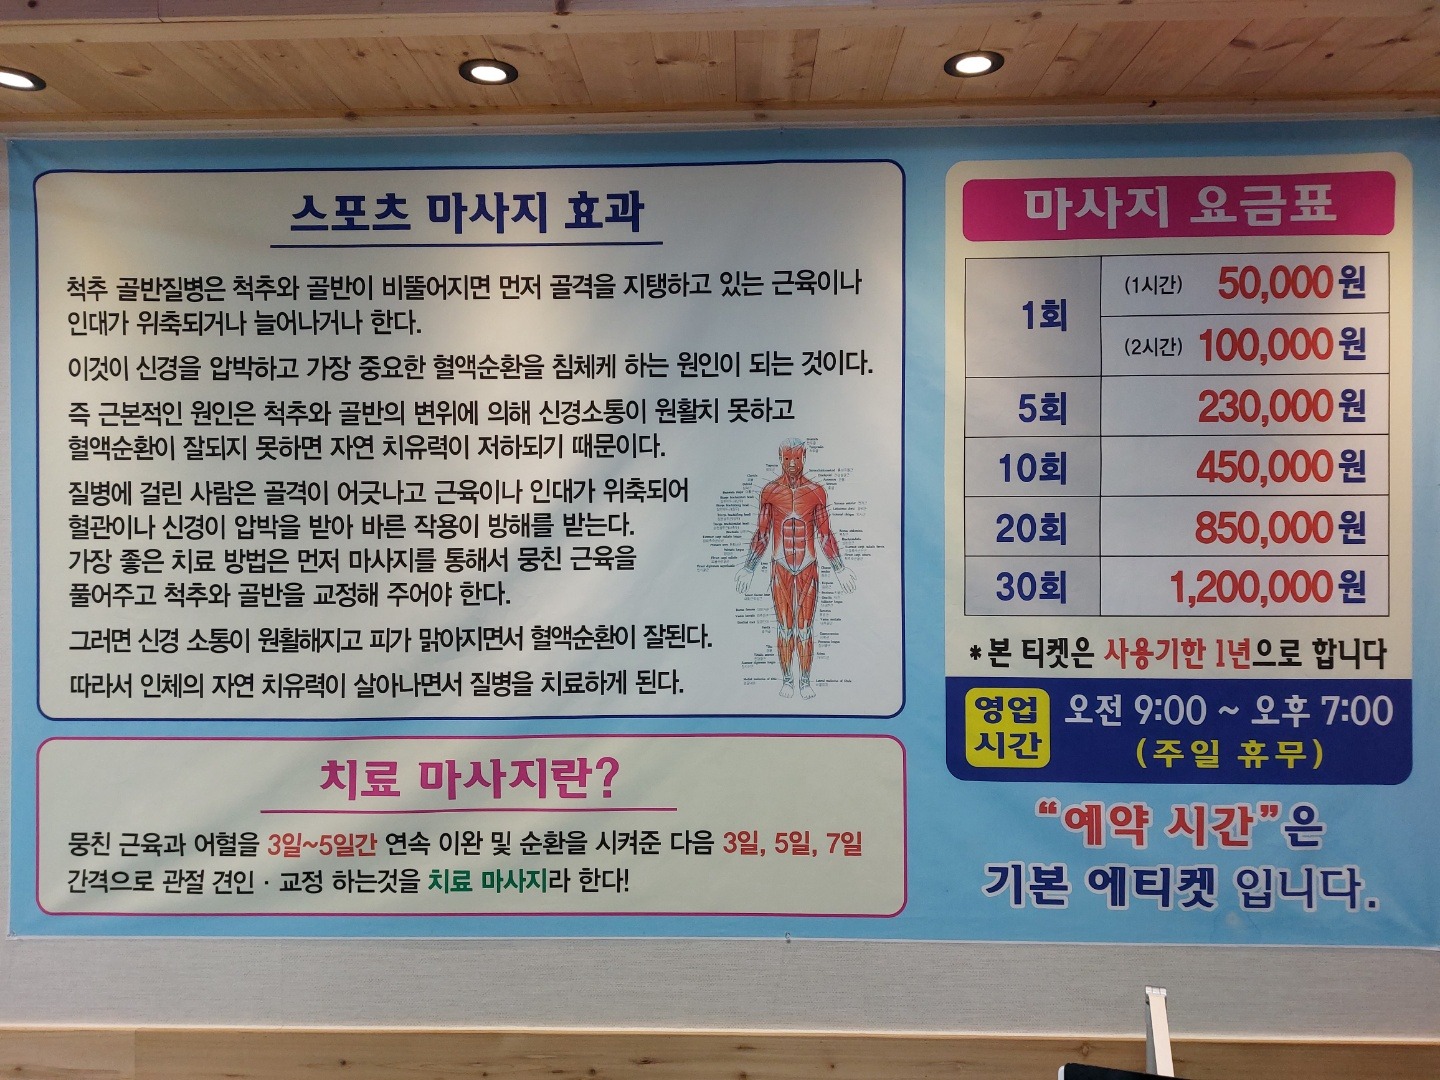 스포츠 마사지 효과
척추 골반질병은 척추와 골반이 비뚤어지면 먼저 골격을 지탱하고 있는 근육이나
인대가 위축되거나 늘어나거나 한다.
이것이 신경을 압박하고 가장 중요한 혈액순환을 침체케 하는 원인이 되는 것이다.
즉 근본적인 원인은 척추와 골반의 변위에 의해 신경소통이 원활치 못하고
혈액순환이 잘되지 못하면 자연 치유력이 저하되기 때문이다.
질병에 걸린 사람은 골격이 어긋나고 근육이나 인대가 위축되어
혈관이나 신경이 압박을 받아 바른 작용이 방해를 받는다.
가장 좋은 치료 방법은 먼저 마사지를 통해서 뭉친 근육을
풀어주고 척추와 골반을 교정해 주어야 한다.
그러면 신경 소통이 원활해지고 피가 맑아지면서 혈액순환이 잘된다.
따라서 인체의 자연 치유력이 살아나면서 질병을 치료하게 된다.
치료 마사지란?
뭉친 근육과 어혈을 3일~5일간 연속 이완 및 순환을 시켜준 다음 3일, 5일, 7일
간격으로 관절 견인·교정 하는것을 치료 마사지라 한다!
마사지 요금표
1회 (1시간) 50,000원
(2시간) 100,000원
5회 230,000원
10회 450,000원
20회 850,000원
30회 1,200,000원
*본 티켓은 사용기한 1년으로 합니다
영업 시간 오전 9:00 ~ 오후 7:00
(주일 휴무)
“예약 시간”은
기본 에티켓 입니다.